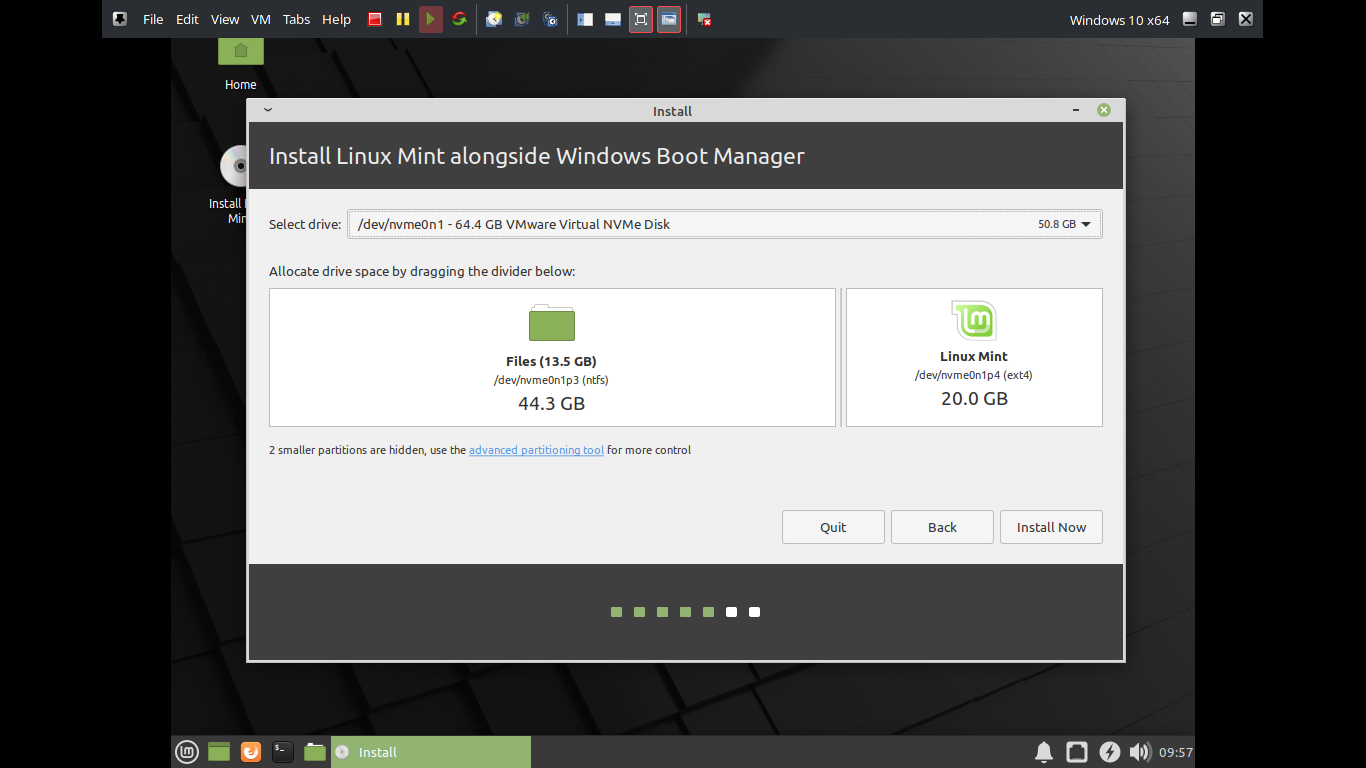 File Edit View VM Tabs Help
Windows 10 x64
Home
Install
Install
Min
Install Linux Mint alongside Windows Boot Manager
Select drive: /dev/nvme0n1 - 64.4 GB VMware Virtual NVMe Disk 50.8 GB
Allocate drive space by dragging the divider below:
Files (13.5 GB)
/dev/nvme0n1p3 (ntfs)
44.3 GB
lm
Linux Mint
/dev/nvme0n1p4 (ext4)
20.0 GB
2 smaller partitions are hidden, use the advanced partitioning tool for more control
Quit Back Install Now
Install
09:57